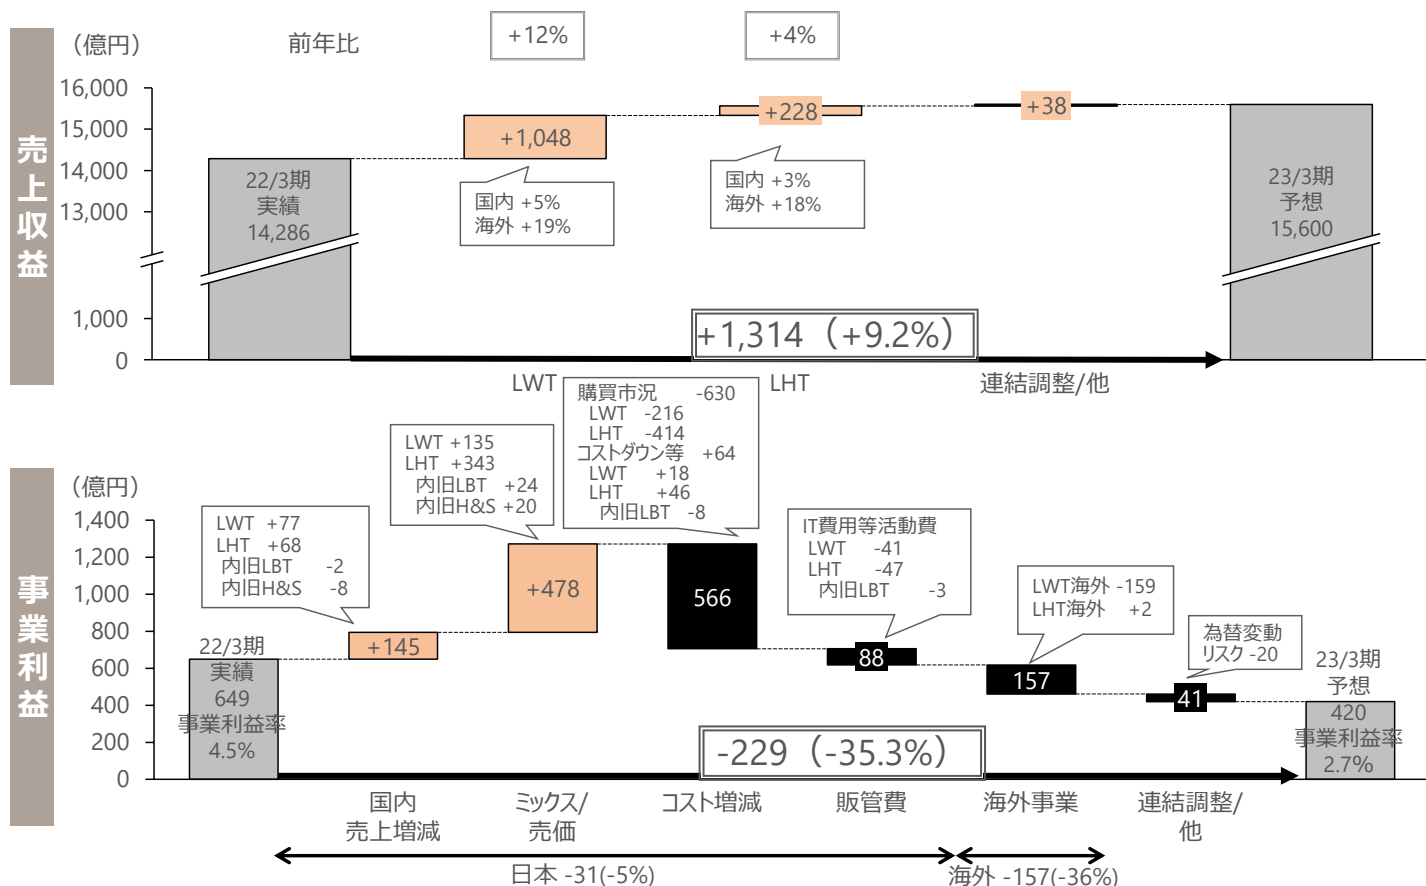 売上収益
（億円）
前年比
+12%
+4%
16,000
15,000
14,000
13,000
1,000
0
22/3期
実績
14,286
+1,048
国内 +5%
海外 +19%
+228
国内 +3%
海外 +18%
+38
23/3期
予想
15,600
+1,314（+9.2%）
LWT
LHT
連結調整/他
事業利益
（億円）
1,400
1,200
1,000
800
600
400
200
0
22/3期
実績
649
事業利益率
4.5%
LWT +77
LHT +68
内旧LBT -2
内旧H&S -8
+145
LWT +135
LHT +343
内旧LBT +24
内旧H&S +20
+478
購買市況 -630
LWT -216
LHT -414
コストダウン等 +64
LWT +18
LHT +46
内旧LBT -8
566
IT費用等活動費
LWT -41
LHT -47
内旧LBT -3
88
LWT海外 -159
LHT海外 +2
157
為替変動
リスク -20
41
23/3期
予想
420
事業利益率
2.7%
-229（-35.3%）
国内
売上増減
ミックス/
売価
コスト増減
販管費
海外事業
連結調整/
他
日本 -31(-5%)
海外 -157(-36%)